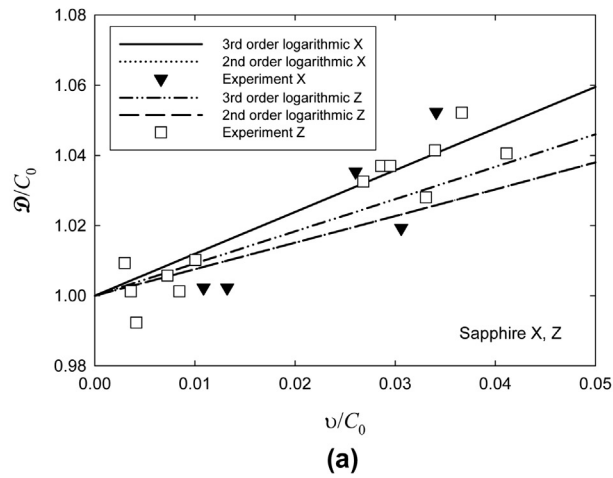 1.08
1.06
1.04
1.02
1.00
0.98
𝕯/C₀
3rd order logarithmic X
2nd order logarithmic X
Experiment X
3rd order logarithmic Z
2nd order logarithmic Z
Experiment Z
Sapphire X, Z
0.00 0.01 0.02 0.03 0.04 0.05
υ/C₀
(a)